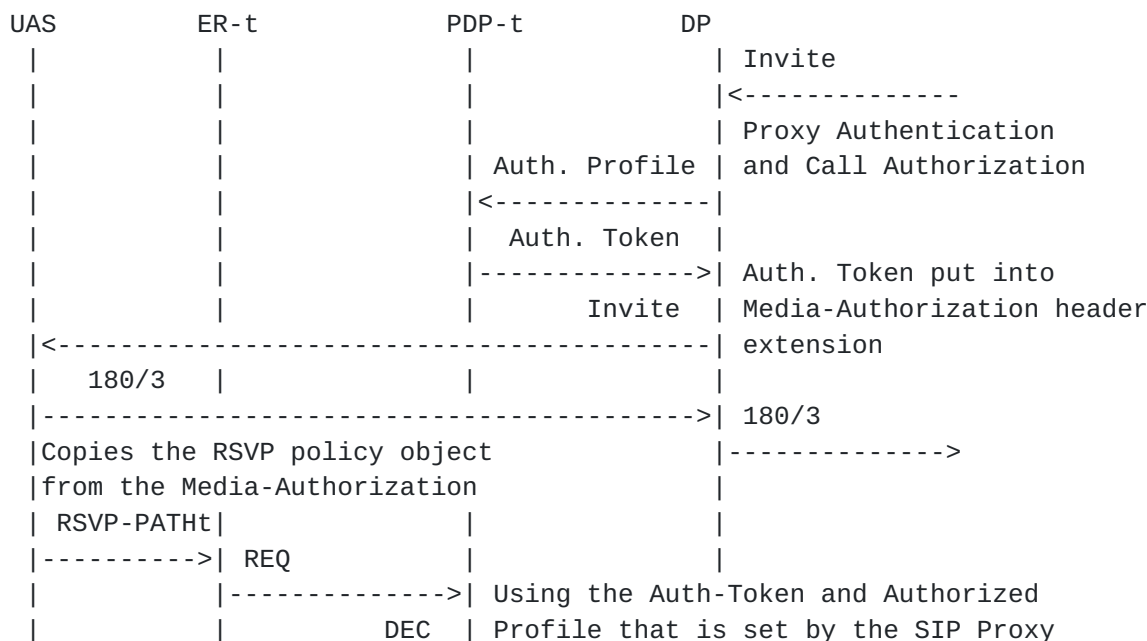 UAS          ER-t                PDP-t            DP
 |             |                   |               | Invite
 |             |                   |               |<--------------
 |             |                   |               | Proxy Authentication
 |             |                   | Auth. Profile | and Call Authorization
 |             |                   |<--------------|
 |             |                   |  Auth. Token  |
 |             |                   |-------------->| Auth. Token put into
 |             |                   |       Invite  | Media-Authorization header
 |<------------------------------------------------| extension
 |   180/3     |                   |               |
 |------------------------------------------------>| 180/3
 |Copies the RSVP policy object                    |-------------->
 |from the Media-Authorization                     |
 | RSVP-PATHt|                     |               |
 |---------->| REQ                 |               |
 |             |-------------->| Using the Auth-Token and Authorized
 |             |          DEC  | Profile that is set by the SIP Proxy